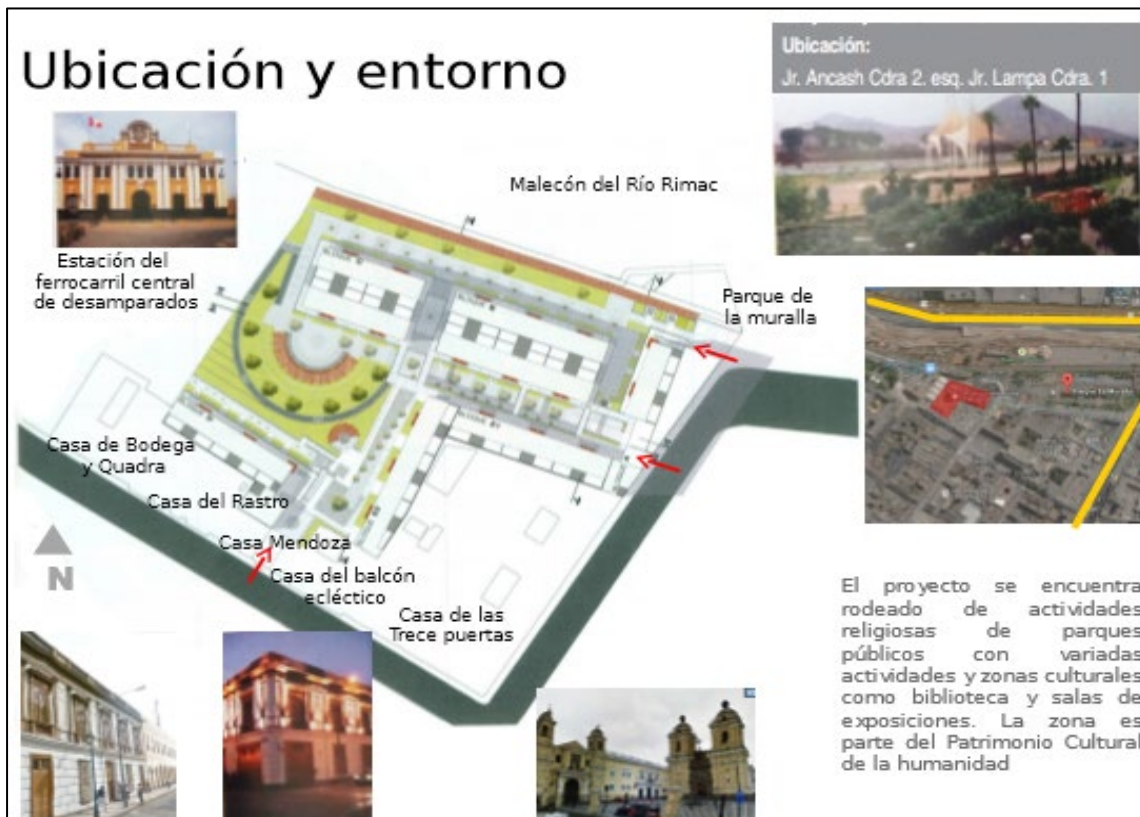 Ubicación y entorno
Ubicación:
Jr. Ancash Cdra 2. esq. Jr. Lampa Cdra. 1
Malecón del Río Rimac
Estación del
ferrocarril central
de desamparados
Parque de
la muralla
Casa de Bodega
y Quadra
Casa del Rastro
Casa Mendoza
Casa del balcón
ecléctico
Casa de las
Trece puertas
N
El proyecto se encuentra
rodeado de actividades
religiosas de parques
públicos con variadas
actividades y zonas culturales
como biblioteca y salas de
exposiciones. La zona es
parte del Patrimonio Cultural
de la humanidad